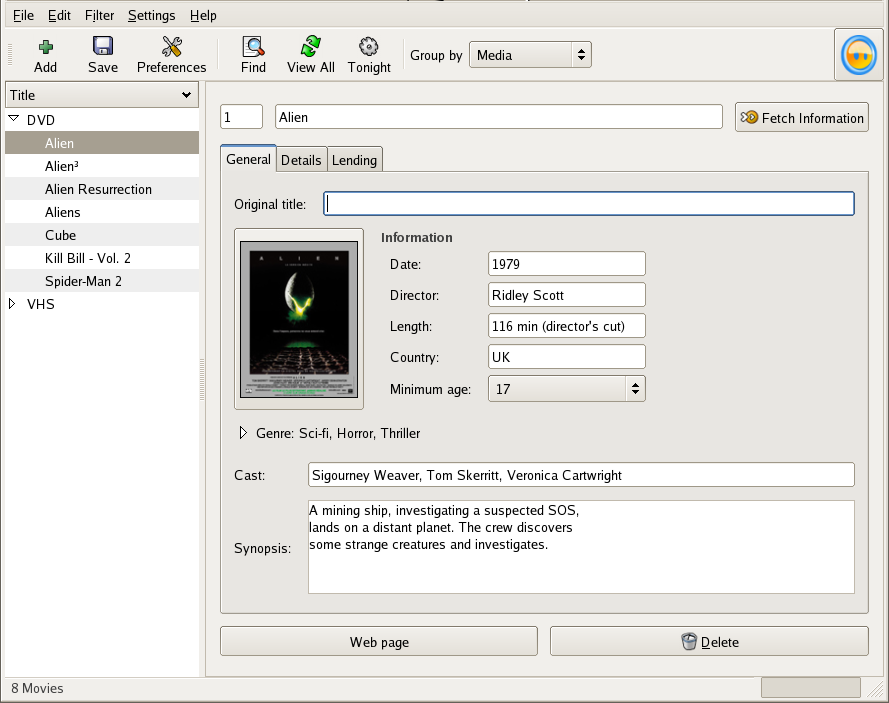 File Edit Filter Settings Help
Add Save Preferences Find View All Tonight Group by Media
Title
DVD
Alien
Alien³
Alien Resurrection
Aliens
Cube
Kill Bill - Vol. 2
Spider-Man 2
VHS
1 Alien Fetch Information
General Details Lending
Original title:
ALIEN
Information
Date: 1979
Director: Ridley Scott
Length: 116 min (director's cut)
Country: UK
Minimum age: 17
Genre: Sci-fi, Horror, Thriller
Cast: Sigourney Weaver, Tom Skerritt, Veronica Cartwright
Synopsis: A mining ship, investigating a suspected SOS,
lands on a distant planet. The crew discovers
some strange creatures and investigates.
Web page Delete
8 Movies